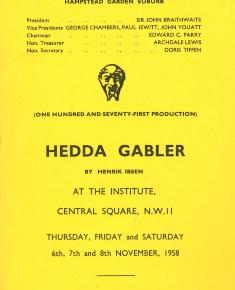 HAMPSTEAD GARDEN SUBURB
President .. .. .. .. SIR JOHN BRAITHWAITE
Vice Presidents GEORGE CHAMBERS, PAUL JEWITT, JOHN YOUATT
Chairman .. .. .. .. EDWARD C. PARRY
Hon. Treasurer .. .. .. ARCHDALE LEWIS
Hon. Secretary .. .. .. .. DORIS TIFFEN
(ONE HUNDRED AND SEVENTY-FIRST PRODUCTION)
HEDDA GABLER
BY HENRIK IBSEN
AT THE INSTITUTE,
CENTRAL SQUARE, N.W.11
THURSDAY, FRIDAY and SATURDAY
6th, 7th and 8th NOVEMBER, 1958